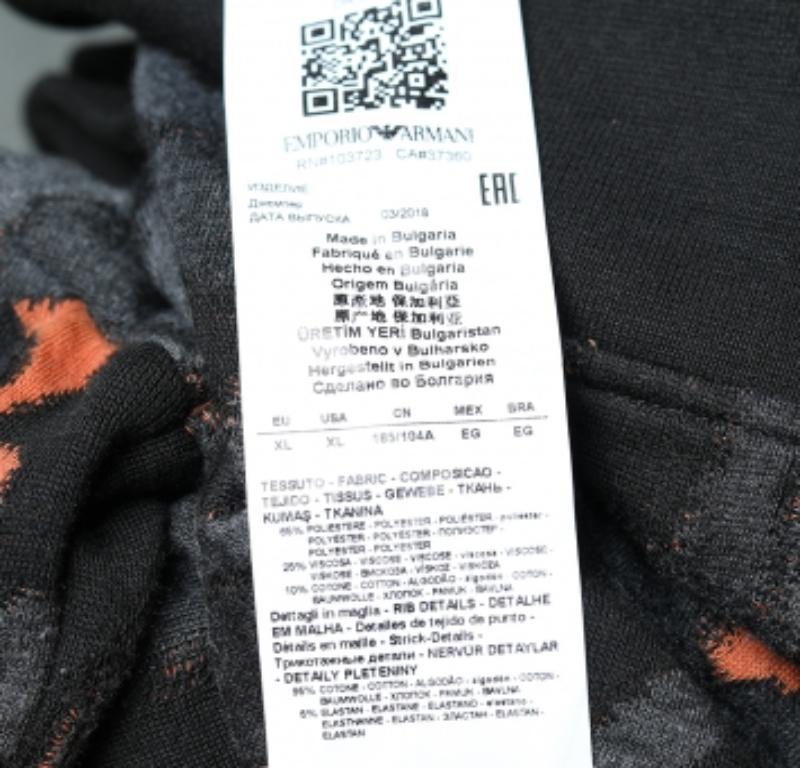 EMPORIO ARMANI
RN#103723 CA#37360
EAC
ИЗДЕЛИЕ
Джемпер
ДАТА ВЫПУСКА 03/2018
Made in Bulgaria
Fabriqué en Bulgarie
Hecho en Bulgaria
Origem Bulgária
原產地 保加利亞
原产地 保加利亚
ÜRETİM YERİ Bulgaristan
Vyrobeno v Bulharsko
Hergestellt in Bulgarien
Сделано во Болгария
EU USA CN MEX BRA
XL XL 185/104A EG EG
TESSUTO - FABRIC - COMPOSICAO -
TEJIDO - TISSUS - GEWEBE - ТКАНЬ -
KUMAŞ - TKANINA
65% POLIESTERE - POLYESTER - POLIÉSTER - poliester -
POLYESTER - POLYESTER - ПОЛИЭСТЕР -
POLYESTER - POLYESTER
25% VISCOSA - VISCOSE - VISCOSE - viscosa - VISCOSE -
VISKOSE - ВИСКОЗА - VİSKOZ - VISKOZA
10% COTONE - COTTON - ALGODÃO - algodón - COTON -
BAUMWOLLE - ХЛОПОК - PAMUK - BAVLNA
Dettagli in maglia - RIB DETAILS - DETALHE
EM MALHA - Detalles de tejido de punto -
Détails en maille - Strick-Details -
Трикотажные детали - NERVÜR DETAYLAR
- DETAILY PLETENINY
COTONE - COTTON - ALGODÃO - algodón - COTON -
BAUMWOLLE - ХЛОПОК - PAMUK - BAVLNA
ELASTAN - ELASTANE - ELASTANO - elastano -
ELASTHANNE - ELASTAN - ЭЛАСТАН - ELASTAN -
ELASTAN